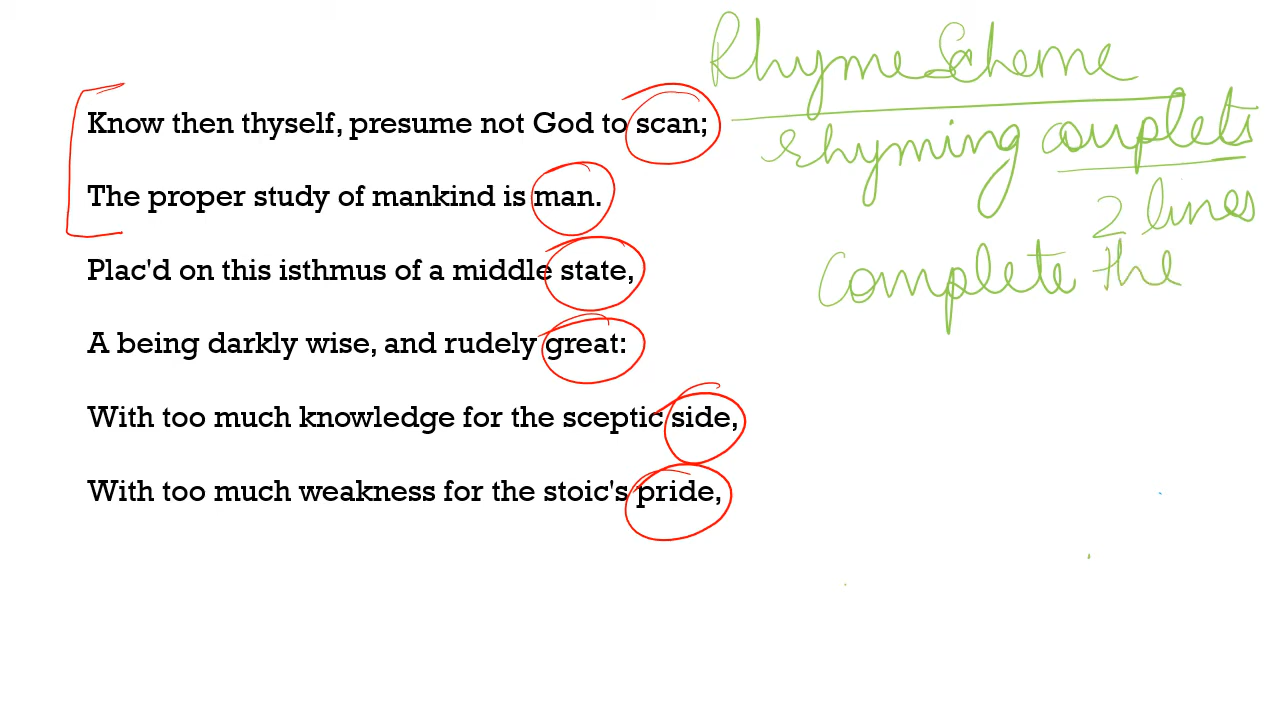 Rhyme Scheme
Know then thyself, presume not God to scan;
rhyming couplets
The proper study of mankind is man.
2 lines
Plac'd on this isthmus of a middle state,
complete the
A being darkly wise, and rudely great:
With too much knowledge for the sceptic side,
With too much weakness for the stoic's pride,